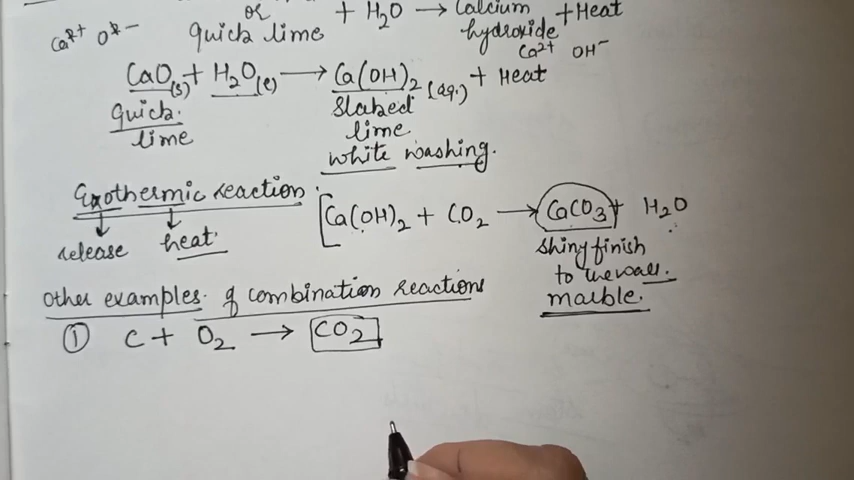 or + H₂O → Calcium + Heat
Ca²⁺ O²⁻ quick lime hydroxide
Ca²⁺ OH⁻
CaO(s) + H₂O(l) → Ca(OH)₂(aq.) + Heat
quick slaked
lime lime
white washing.
Exothermic reaction:
[Ca(OH)₂ + CO₂ → CaCO₃ + H₂O
release heat. shiny finish
to the wall.
Other examples of combination reactions marble.
① C + O₂ → CO₂